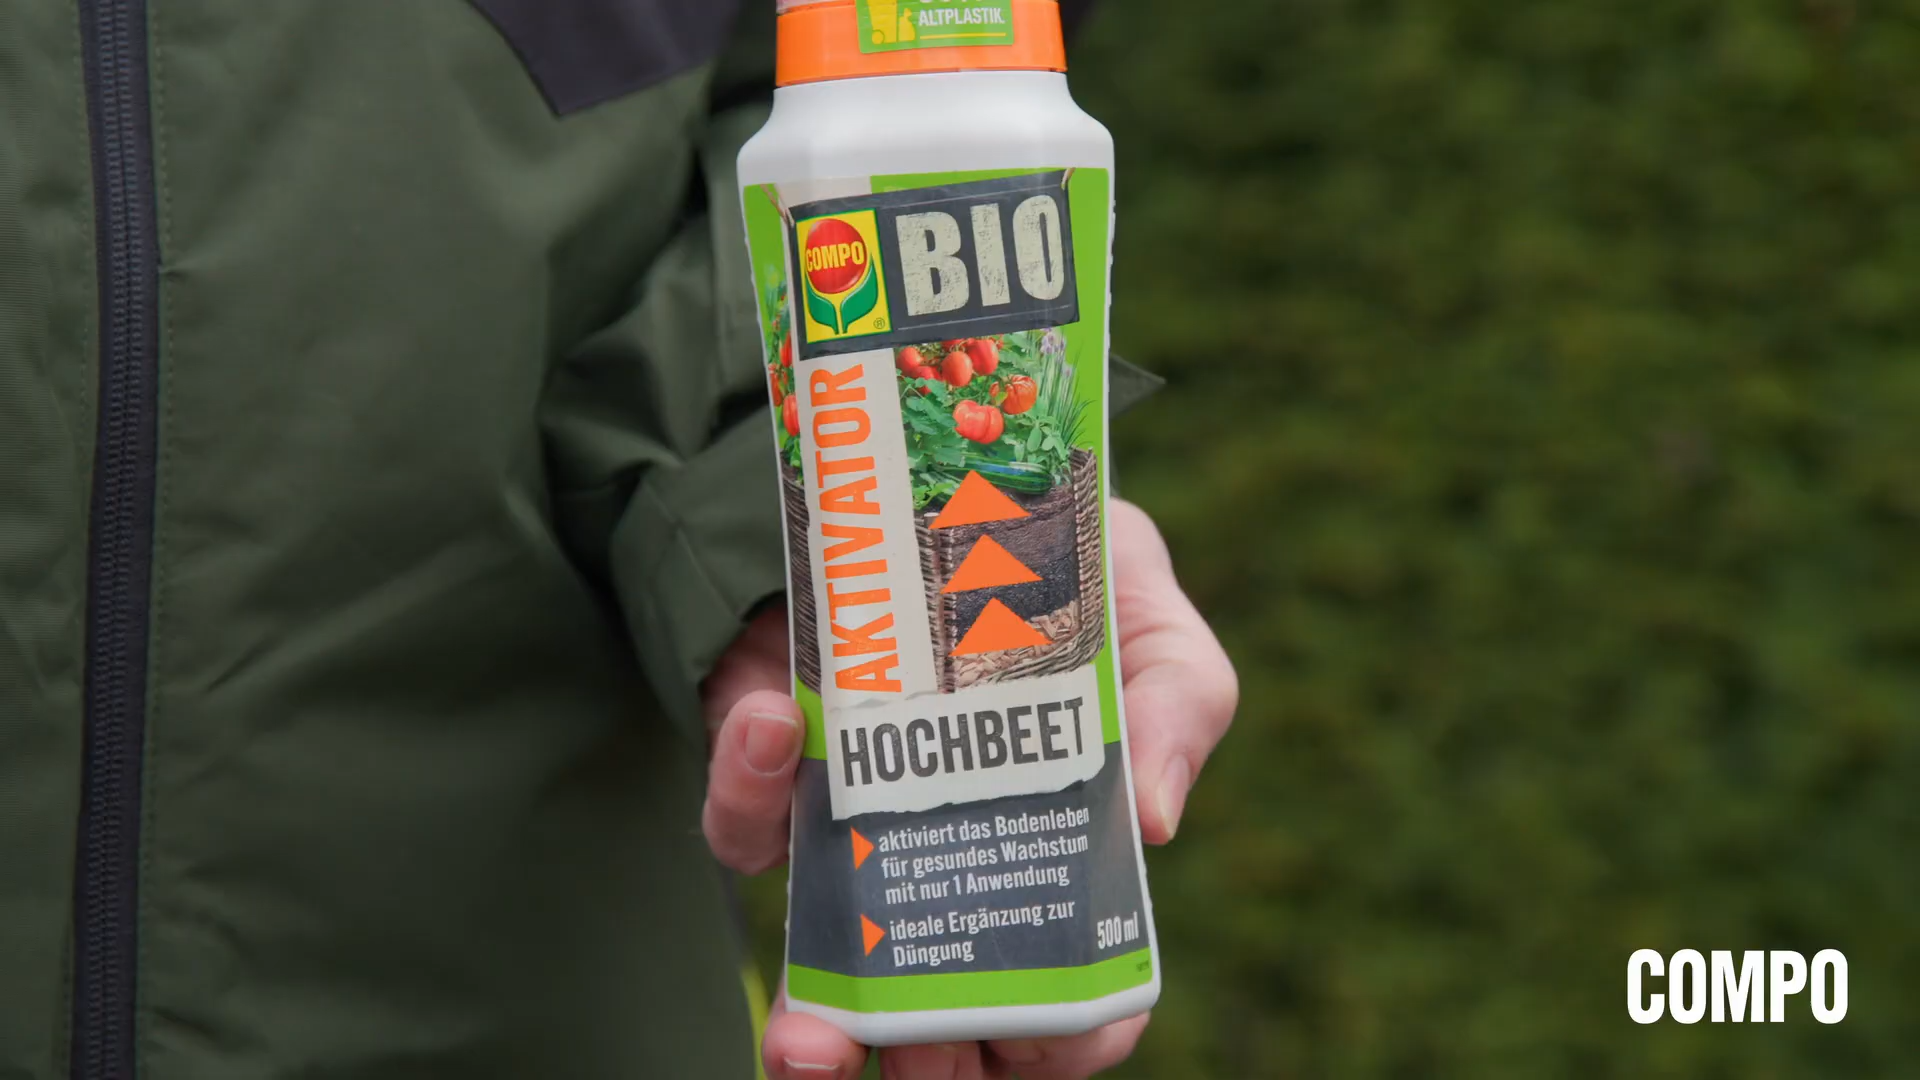 ALTPLASTIK.
COMPO
BIO
®
AKTIVATOR
HOCHBEET
aktiviert das Bodenleben
für gesundes Wachstum
mit nur 1 Anwendung
ideale Ergänzung zur
Düngung
500 ml
COMPO